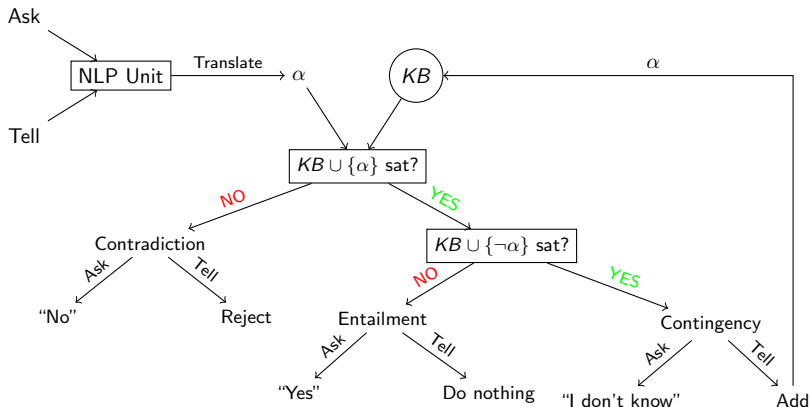 Ask
NLP Unit
Translate
α
KB
α
Tell
KB ∪ {α} sat?
NO
YES
Contradiction
KB ∪ {¬α} sat?
Ask
Tell
NO
YES
“No”
Reject
Entailment
Contingency
Ask
Tell
Ask
Tell
“Yes”
Do nothing
“I don't know”
Add